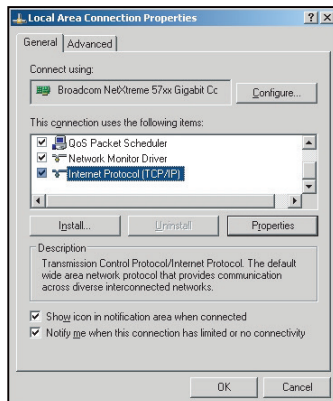 Local Area Connection Properties
General Advanced
Connect using:
Broadcom NetXtreme 57xx Gigabit Cc
Configure...
This connection uses the following items:
QoS Packet Scheduler
Network Monitor Driver
Internet Protocol (TCP/IP)
Install... Uninstall Properties
Description
Transmission Control Protocol/Internet Protocol. The default
wide area network protocol that provides communication
across diverse interconnected networks.
Show icon in notification area when connected
Notify me when this connection has limited or no connectivity
OK Cancel